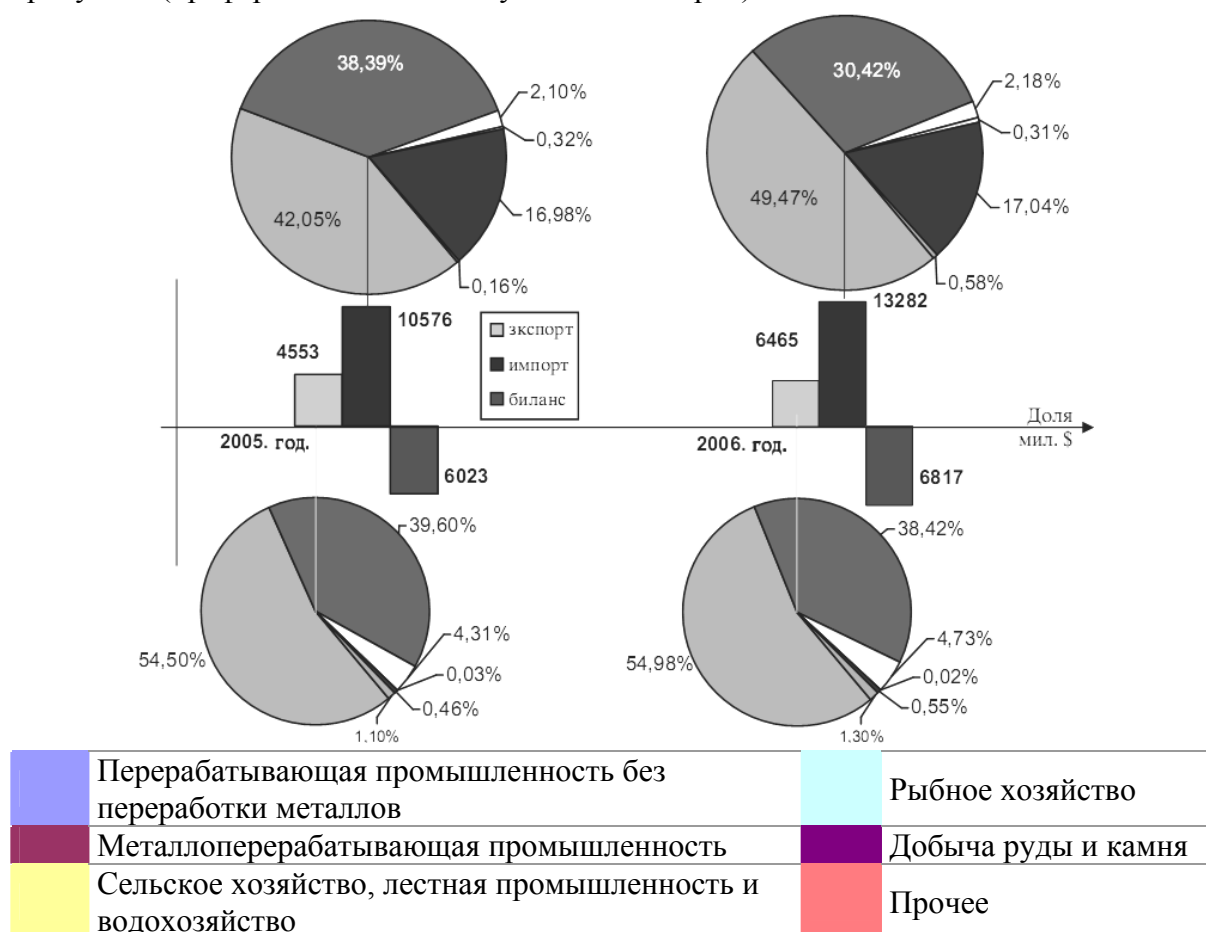 38,39%
2,10%
0,32%
16,98%
0,16%
42,05%
30,42%
2,18%
0,31%
17,04%
0,58%
49,47%
4553
10576
экспорт
импорт
биланс
6465
13282
2005. год.
6023
2006. год.
6817
Доля
мил. $
39,60%
4,31%
0,03%
0,46%
1,10%
54,50%
38,42%
4,73%
0,02%
0,55%
1,30%
54,98%
Перерабатывающая промышленность без
переработки металлов
Рыбное хозяйство
Металлоперерабатывающая промышленность
Добыча руды и камня
Сельское хозяйство, лестная промышленность и
водохозяйство
Прочее